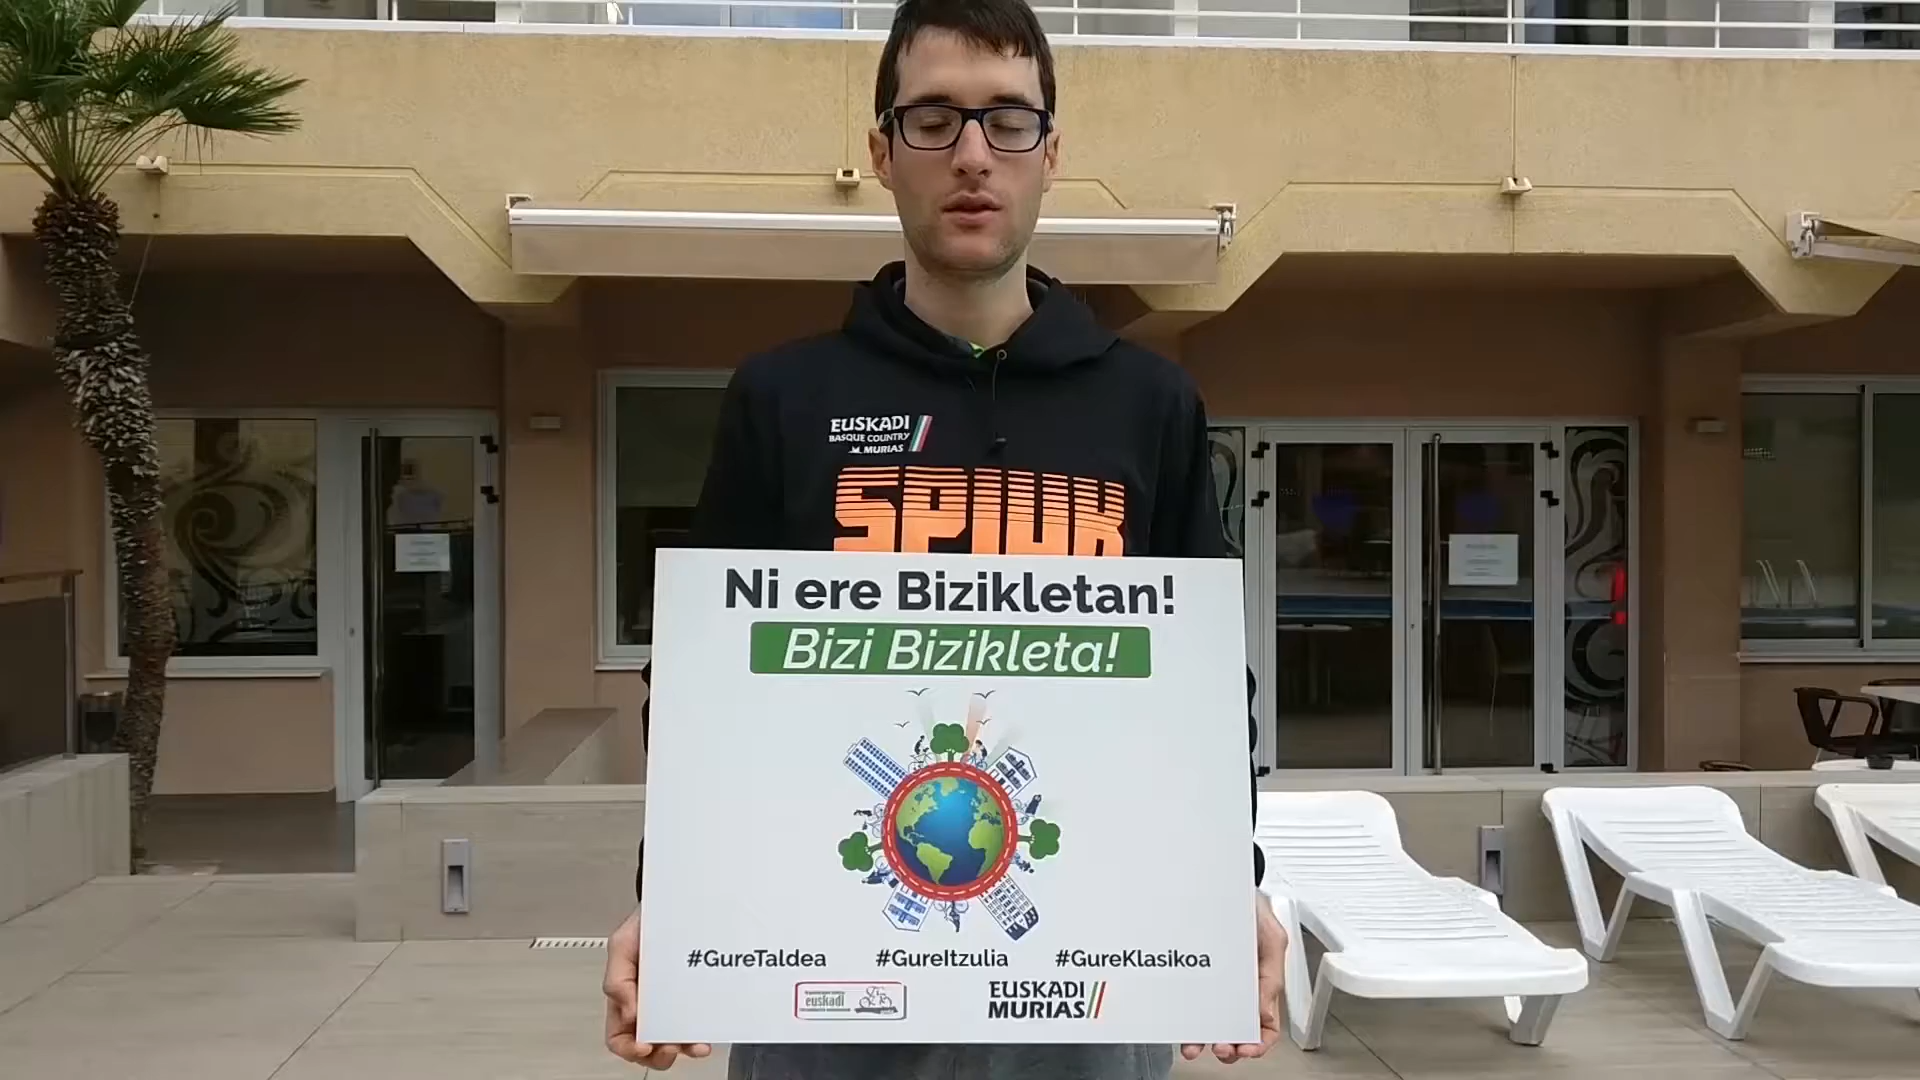 EUSKADI
BASQUE COUNTRY
MURIAS
SPIUK
Ni ere Bizikletan!
Bizi Bizikleta!
#GureTaldea #GureItzulia #GureKlasikoa
euskadi
EUSKADI
MURIAS